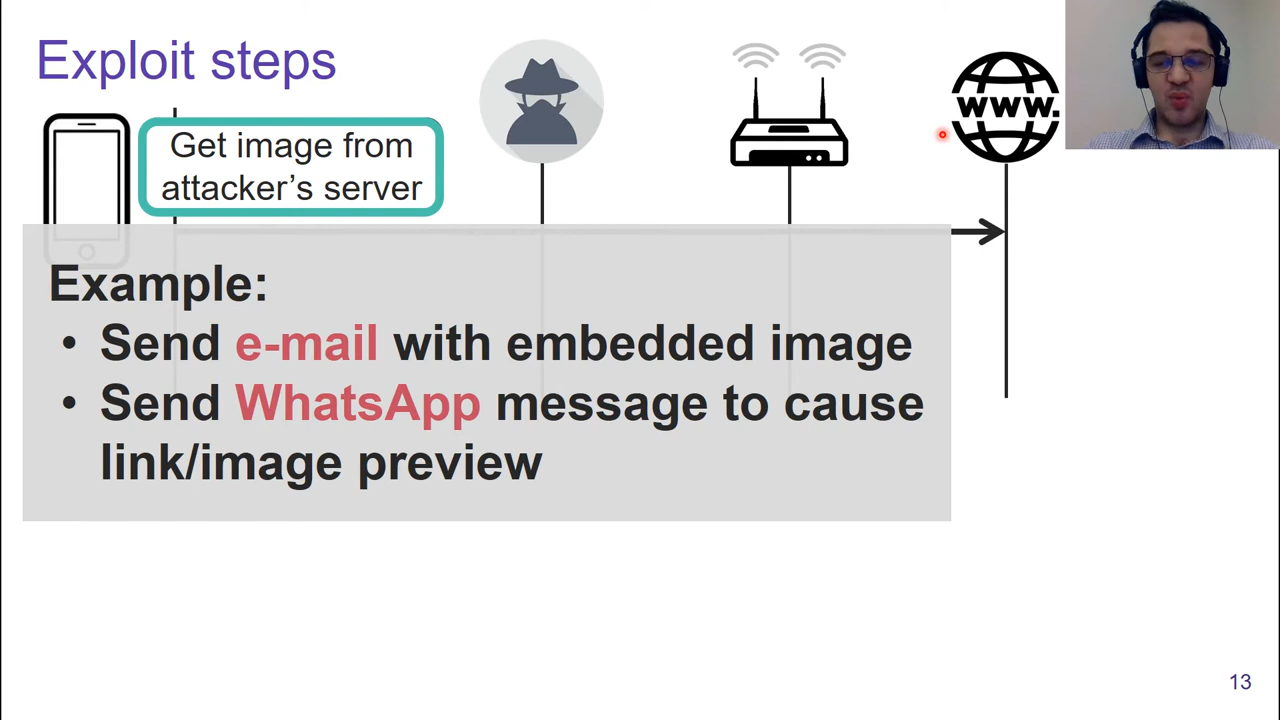 Exploit steps
Get image from
attacker’s server
www.
Example:
• Send e-mail with embedded image
• Send WhatsApp message to cause
link/image preview
13